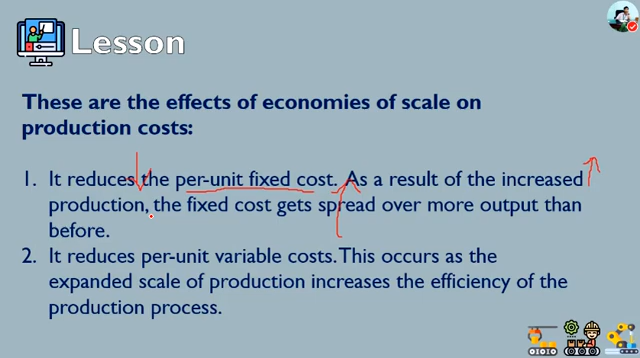 Lesson
These are the effects of economies of scale on
production costs:
1. It reduces the per-unit fixed cost. As a result of the increased
production, the fixed cost gets spread over more output than
before.
2. It reduces per-unit variable costs. This occurs as the
expanded scale of production increases the efficiency of the
production process.